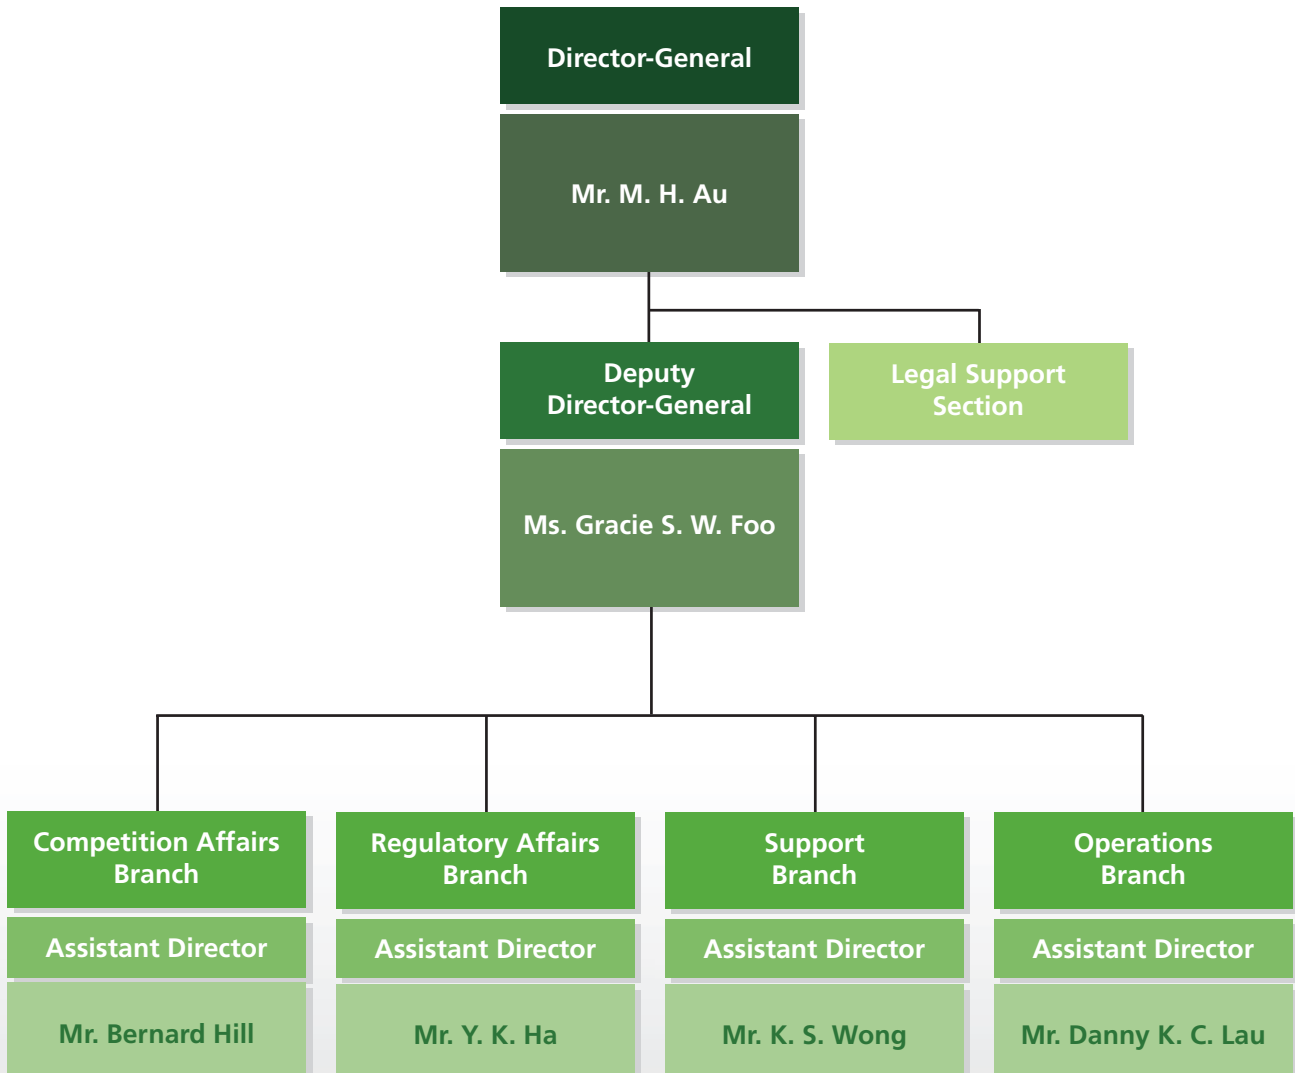 Director-General
Mr. M. H. Au
Deputy
Director-General
Legal Support
Section
Ms. Gracie S. W. Foo
Competition Affairs
Branch
Assistant Director
Mr. Bernard Hill
Regulatory Affairs
Branch
Assistant Director
Mr. Y. K. Ha
Support
Branch
Assistant Director
Mr. K. S. Wong
Operations
Branch
Assistant Director
Mr. Danny K. C. Lau